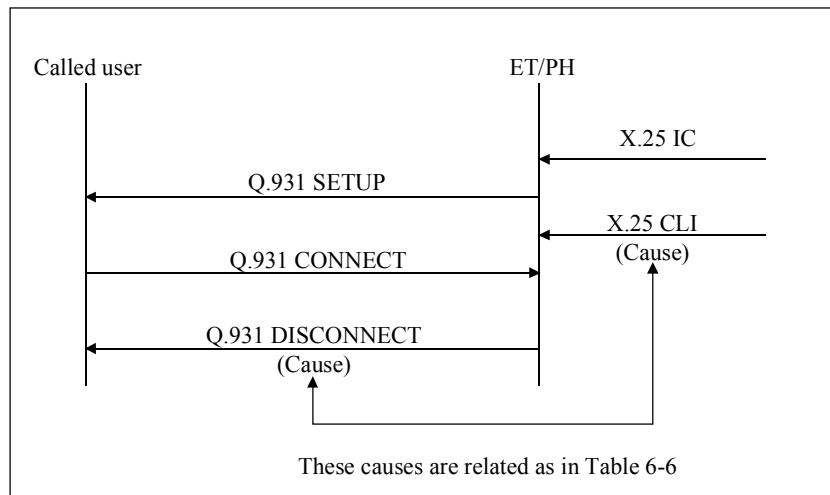 Called user
ET/PH
X.25 IC
Q.931 SETUP
X.25 CLI
(Cause)
Q.931 CONNECT
Q.931 DISCONNECT
(Cause)
These causes are related as in Table 6-6